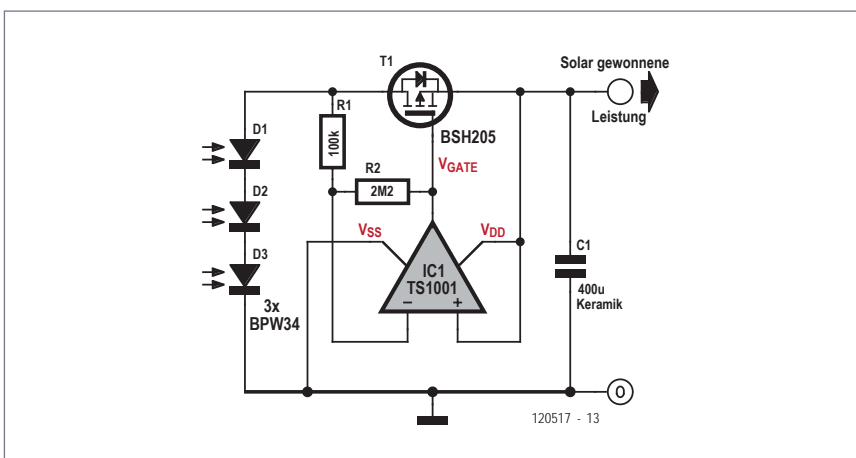 T1
Solar gewonnene
Leistung
R1
100k
BSH205
D1
R2
2M2
VGATE
D2
VSS
VDD
C1
D3
IC1
TS1001
400u
Keramik
3x
BPW34
–
+
0
120517 - 13